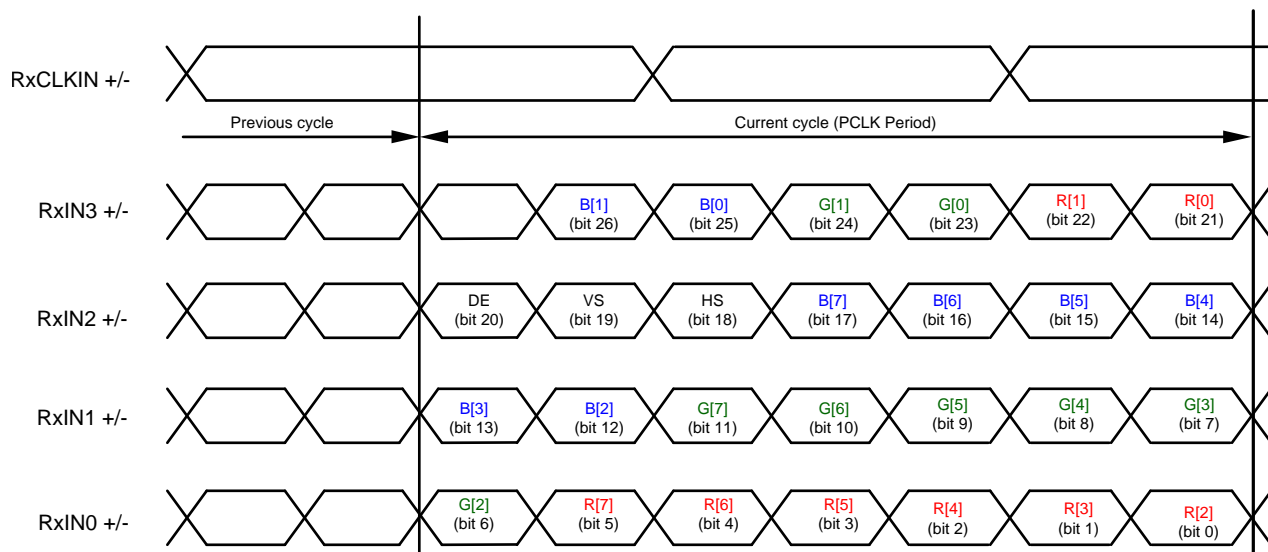 RxCLKIN +/-
Previous cycle
Current cycle (PCLK Period)
RxIN3 +/-
B[1] B[0] G[1] G[0] R[1] R[0]
(bit 26) (bit 25) (bit 24) (bit 23) (bit 22) (bit 21)
RxIN2 +/-
DE VS HS B[7] B[6] B[5] B[4]
(bit 20) (bit 19) (bit 18) (bit 17) (bit 16) (bit 15) (bit 14)
RxIN1 +/-
B[3] B[2] G[7] G[6] G[5] G[4] G[3]
(bit 13) (bit 12) (bit 11) (bit 10) (bit 9) (bit 8) (bit 7)
RxIN0 +/-
G[2] R[7] R[6] R[5] R[4] R[3] R[2]
(bit 6) (bit 5) (bit 4) (bit 3) (bit 2) (bit 1) (bit 0)